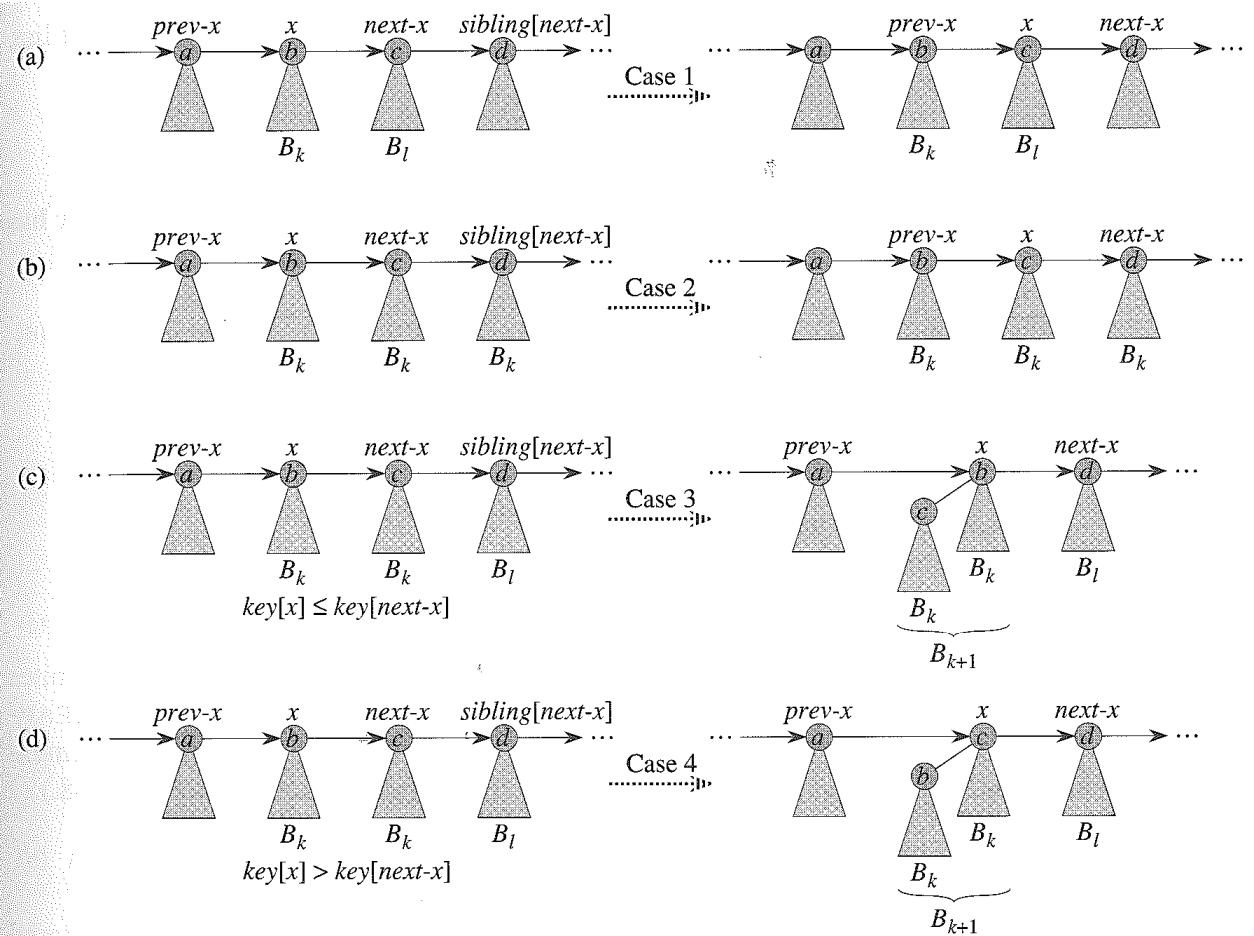 prev-x x next-x sibling[next-x] prev-x x next-x
(a) ··· a b c d ··· Case 1 ··· a b c d ···
B_k B_l B_k B_l
prev-x x next-x sibling[next-x] prev-x x next-x
(b) ··· a b c d ··· Case 2 ··· a b c d ···
B_k B_k B_k B_k B_k B_k
prev-x x next-x sibling[next-x] prev-x x next-x
(c) ··· a b c d ··· Case 3 ··· a b d ···
c
B_k B_k B_l B_k B_l
key[x] ≤ key[next-x] B_k
B_{k+1}
prev-x x next-x sibling[next-x] prev-x x next-x
(d) ··· a b c d ··· Case 4 ··· a c d ···
b
B_k B_k B_l B_k B_l
key[x] > key[next-x] B_k
B_{k+1}